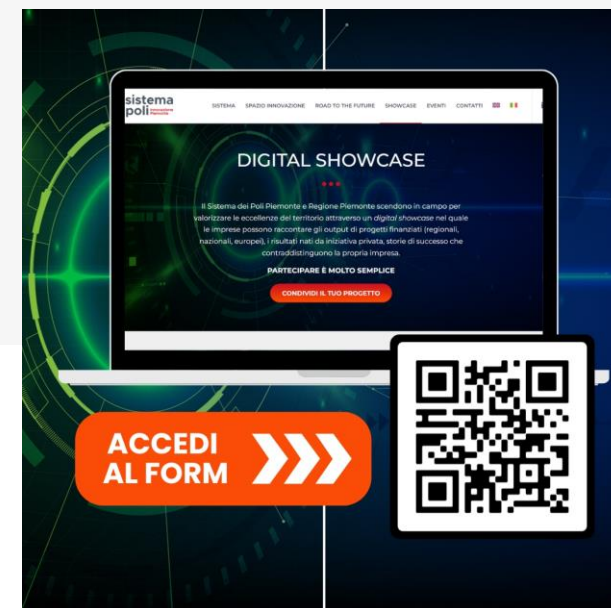 sistema
poli innovazione
Piemonte
SISTEMA SPAZIO INNOVAZIONE ROAD TO THE FUTURE SHOWCASE EVENTI CONTATTI
DIGITAL SHOWCASE
Il Sistema dei Poli Piemonte e Regione Piemonte scendono in campo per
valorizzare le eccellenze del territorio attraverso un digital showcase nel quale
le imprese possono raccontare gli output di progetti finanziati (regionali,
nazionali, europei), i risultati nati da iniziativa privata, storie di successo che
contraddistinguono la propria impresa.
PARTECIPARE È MOLTO SEMPLICE
CONDIVIDI IL TUO PROGETTO
ACCEDI
AL FORM